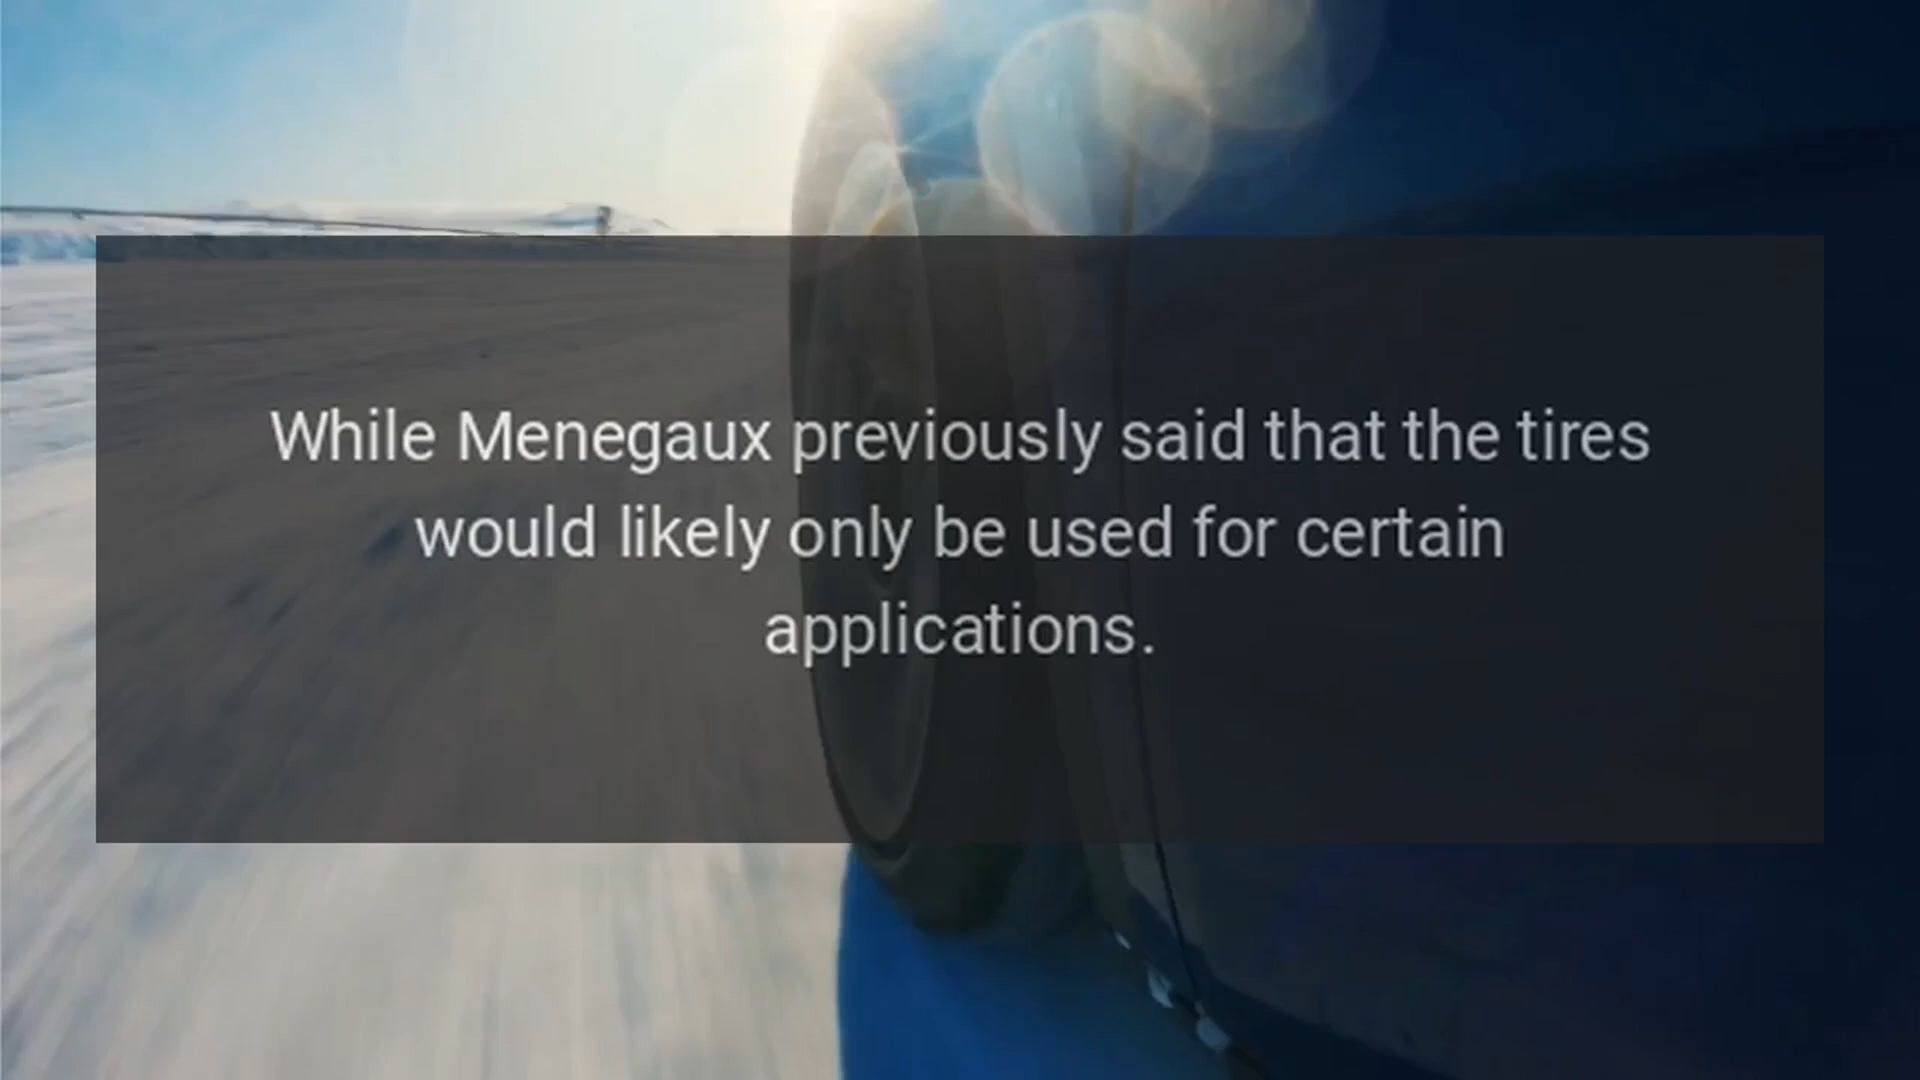 While Menegaux previously said that the tires
would likely only be used for certain
applications.